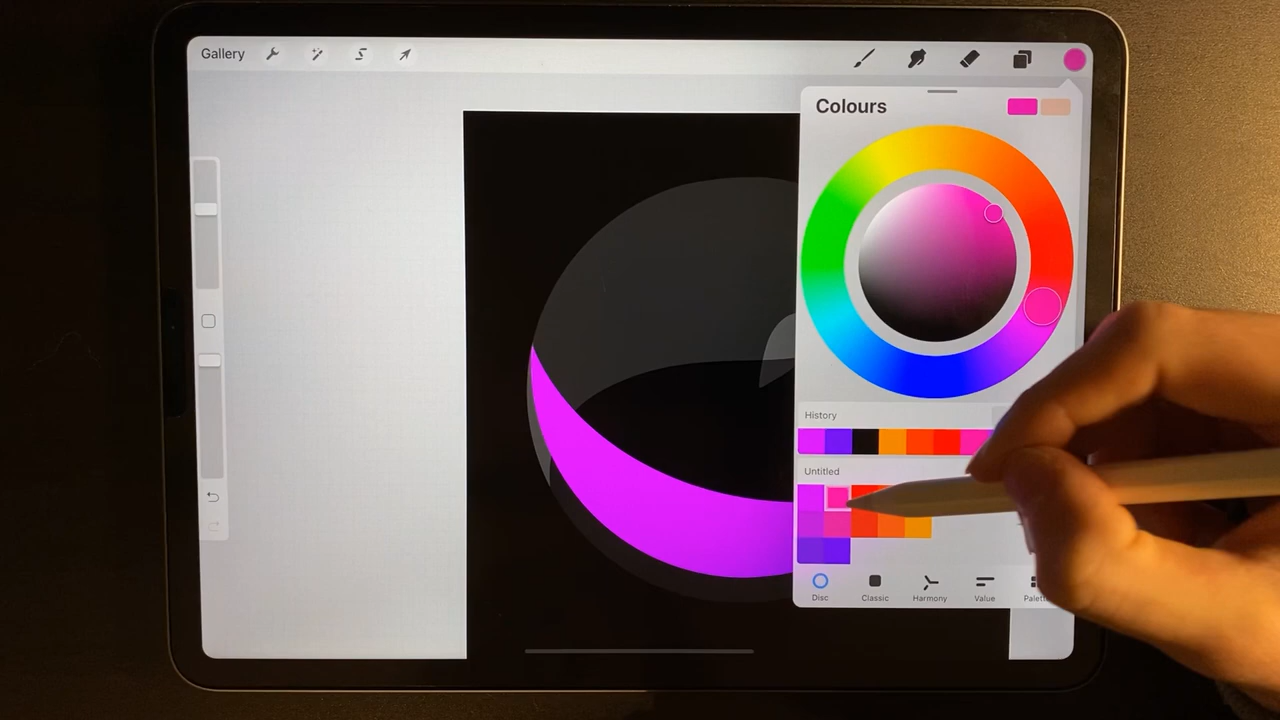 Gallery
Colours
History
Untitled
Disc
Classic
Harmony
Value